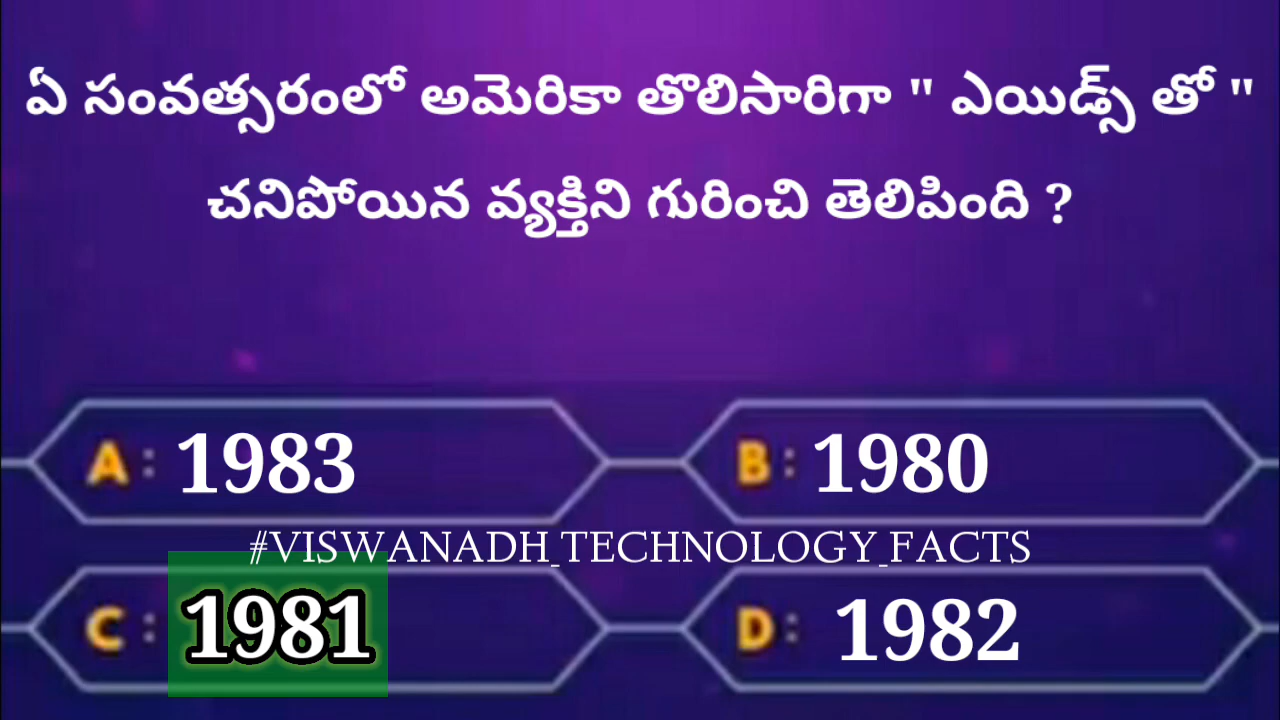 ఏ సంవత్సరంలో అమెరికా తొలిసారిగా " ఎయిడ్స్ తో "
చనిపోయిన వ్యక్తిని గురించి తెలిపింది ?
A : 1983
B : 1980
#VISWANADH_TECHNOLOGY_FACTS
C : 1981
D : 1982